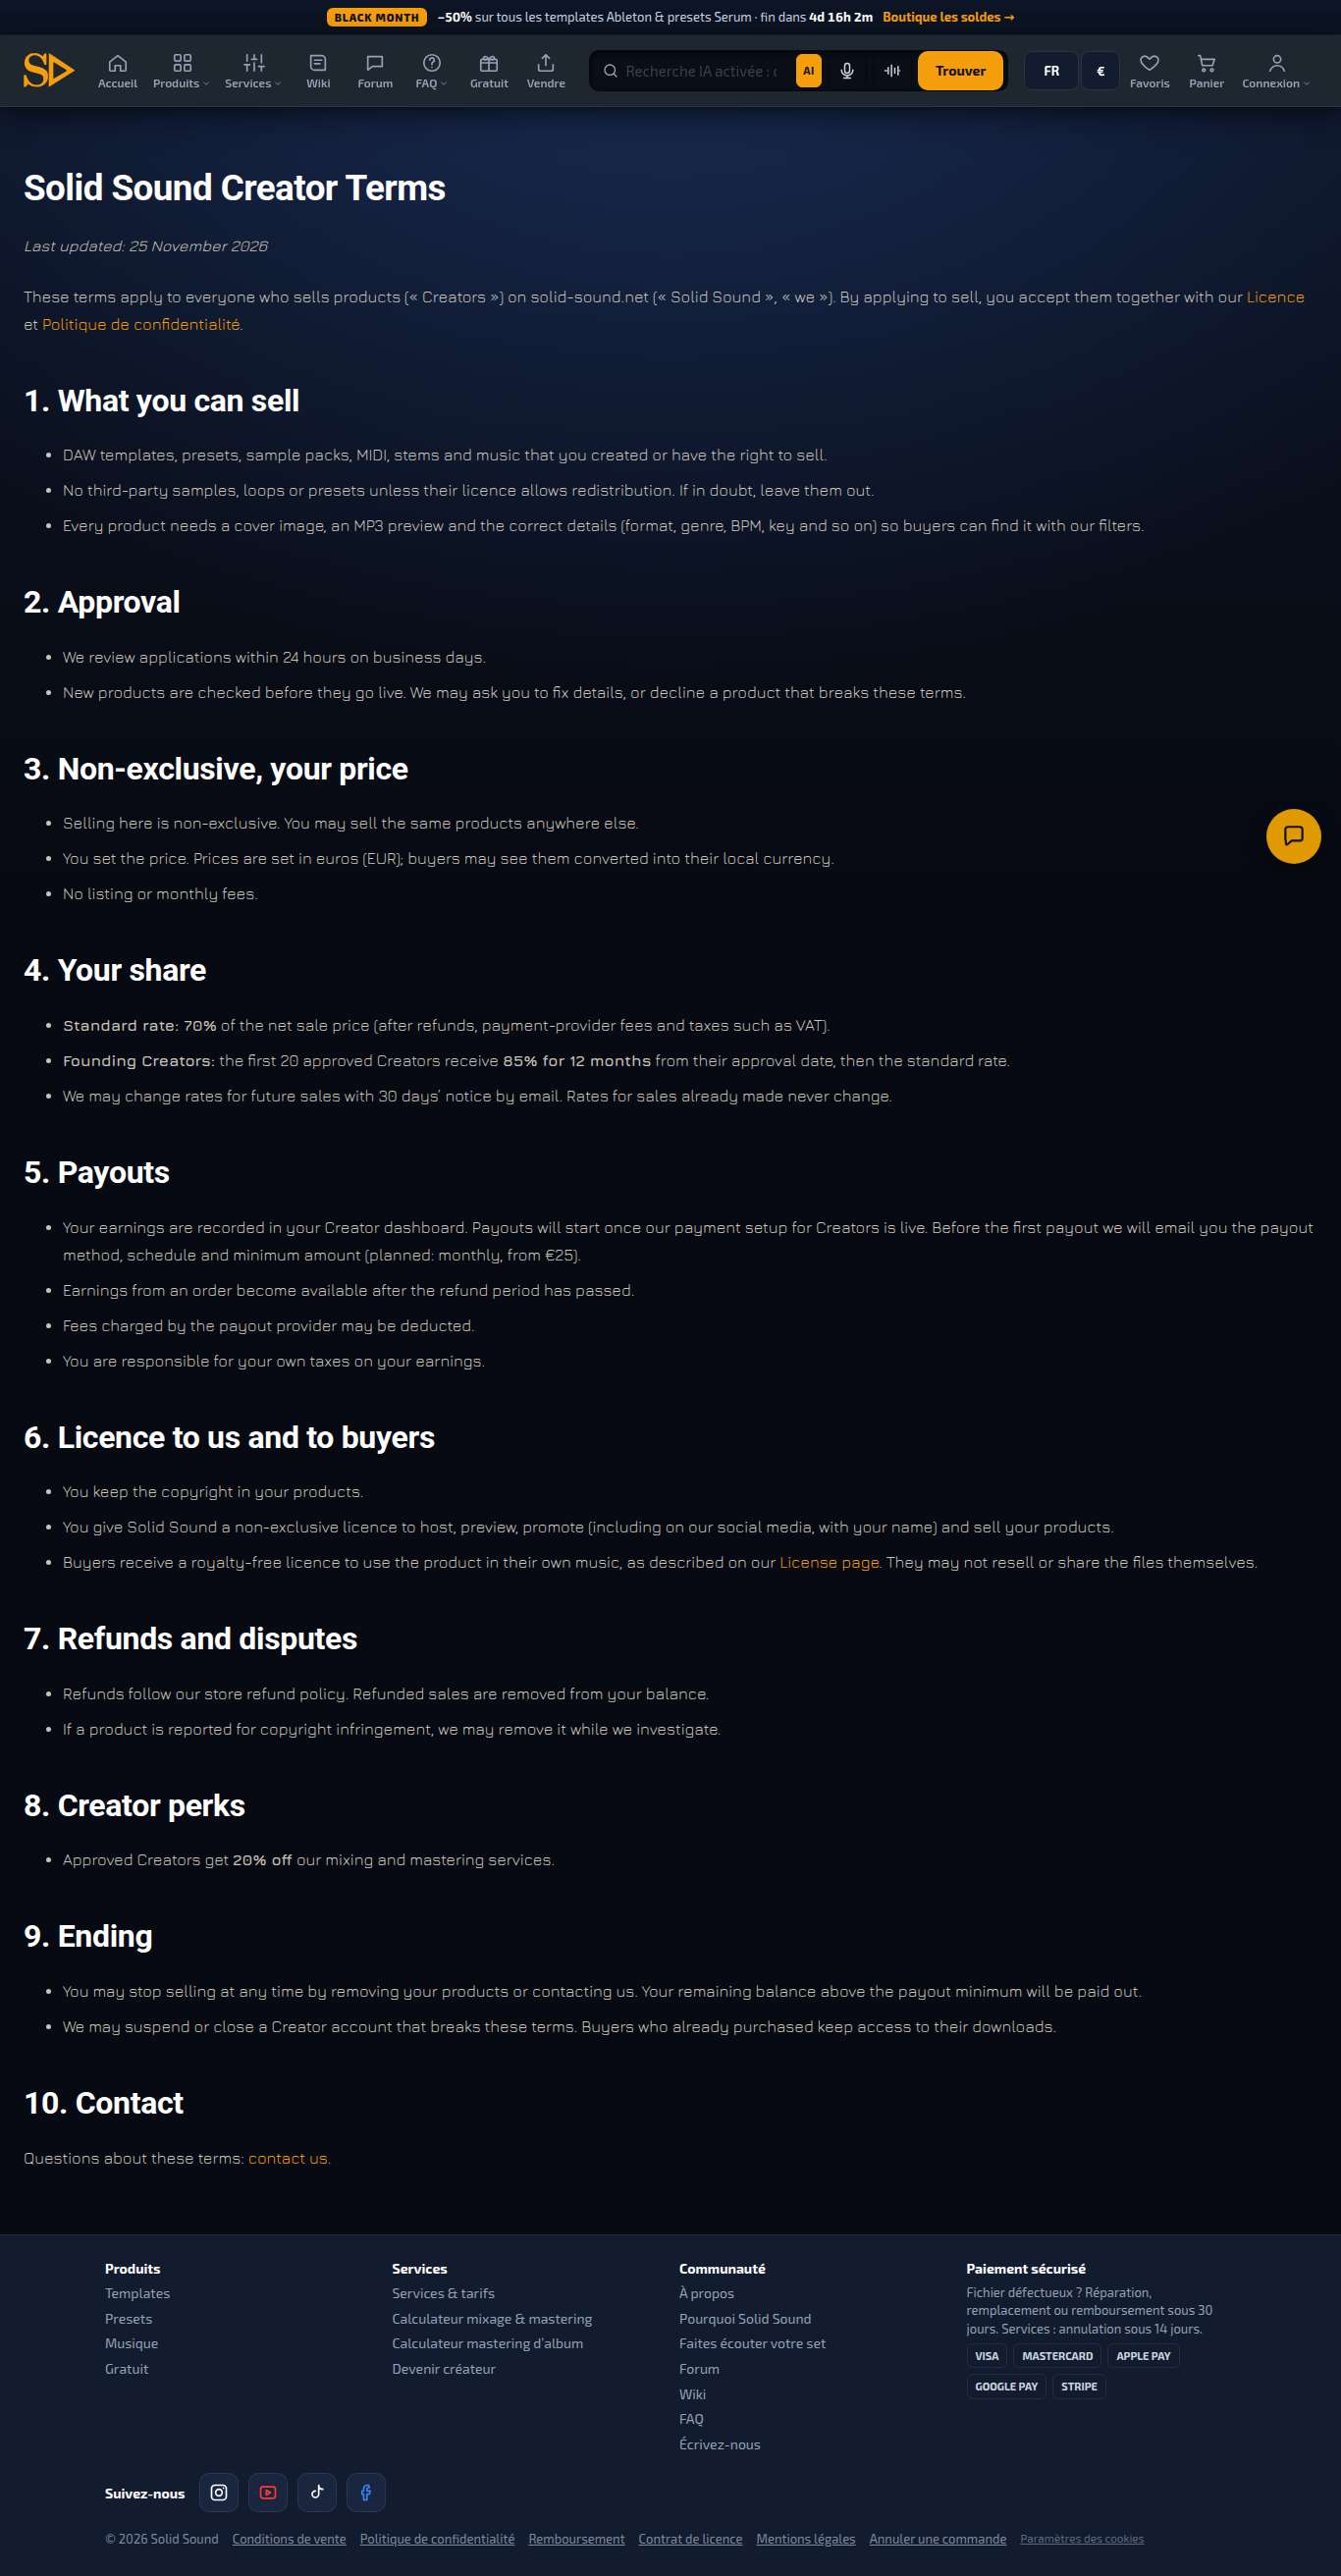 BLACK MONTH −50% sur tous les templates Ableton & presets Serum · fin dans 4d 16h 2m Boutique les soldes →
SD
Accueil Produits Services Wiki Forum FAQ Gratuit Vendre
Recherche IA activée : AI Trouver FR € Favoris Panier Connexion
Solid Sound Creator Terms
Last updated: 25 November 2026
These terms apply to everyone who sells products (« Creators ») on solid-sound.net (« Solid Sound », « we »). By applying to sell, you accept them together with our Licence
et Politique de confidentialité.
1. What you can sell
• DAW templates, presets, sample packs, MIDI, stems and music that you created or have the right to sell.
• No third-party samples, loops or presets unless their licence allows redistribution. If in doubt, leave them out.
• Every product needs a cover image, an MP3 preview and the correct details (format, genre, BPM, key and so on) so buyers can find it with our filters.
2. Approval
• We review applications within 24 hours on business days.
• New products are checked before they go live. We may ask you to fix details, or decline a product that breaks these terms.
3. Non-exclusive, your price
• Selling here is non-exclusive. You may sell the same products anywhere else.
• You set the price. Prices are set in euros (EUR); buyers may see them converted into their local currency.
• No listing or monthly fees.
4. Your share
• Standard rate: 70% of the net sale price (after refunds, payment-provider fees and taxes such as VAT).
• Founding Creators: the first 20 approved Creators receive 85% for 12 months from their approval date, then the standard rate.
• We may change rates for future sales with 30 days' notice by email. Rates for sales already made never change.
5. Payouts
• Your earnings are recorded in your Creator dashboard. Payouts will start once our payment setup for Creators is live. Before the first payout we will email you the payout
method, schedule and minimum amount (planned: monthly, from €25).
• Earnings from an order become available after the refund period has passed.
• Fees charged by the payout provider may be deducted.
• You are responsible for your own taxes on your earnings.
6. Licence to us and to buyers
• You keep the copyright in your products.
• You give Solid Sound a non-exclusive licence to host, preview, promote (including on our social media, with your name) and sell your products.
• Buyers receive a royalty-free licence to use the product in their own music, as described on our License page. They may not resell or share the files themselves.
7. Refunds and disputes
• Refunds follow our store refund policy. Refunded sales are removed from your balance.
• If a product is reported for copyright infringement, we may remove it while we investigate.
8. Creator perks
• Approved Creators get 20% off our mixing and mastering services.
9. Ending
• You may stop selling at any time by removing your products or contacting us. Your remaining balance above the payout minimum will be paid out.
• We may suspend or close a Creator account that breaks these terms. Buyers who already purchased keep access to their downloads.
10. Contact
Questions about these terms: contact us.
Produits
Templates
Presets
Musique
Gratuit
Services
Services & tarifs
Calculateur mixage & mastering
Calculateur mastering d'album
Devenir créateur
Communauté
À propos
Pourquoi Solid Sound
Faites écouter votre set
Forum
Wiki
FAQ
Écrivez-nous
Paiement sécurisé
Fichier défectueux ? Réparation,
remplacement ou remboursement sous 30
jours. Services : annulation sous 14 jours.
VISA MASTERCARD APPLE PAY
GOOGLE PAY STRIPE
Suivez-nous
© 2026 Solid Sound Conditions de vente Politique de confidentialité Remboursement Contrat de licence Mentions légales Annuler une commande Paramètres des cookies